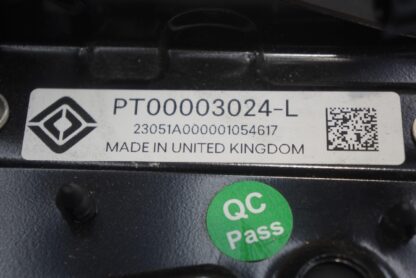 PT00003024-L
23051A000001054617
MADE IN UNITED KINGDOM
QC
Pass